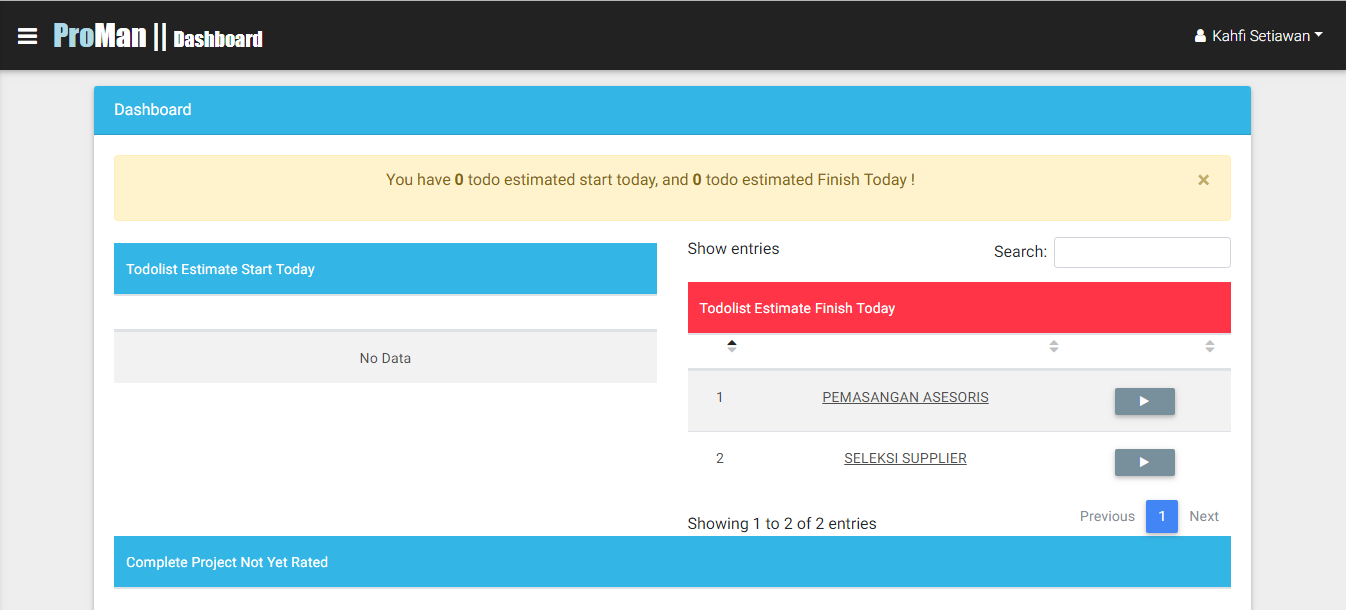 ProMan || Dashboard
Kahfi Setiawan
Dashboard
You have 0 todo estimated start today, and 0 todo estimated Finish Today !
×
Todolist Estimate Start Today
No Data
Show entries
Search:
Todolist Estimate Finish Today
1 PEMASANGAN ASESORIS
2 SELEKSI SUPPLIER
Showing 1 to 2 of 2 entries
Previous 1 Next
Complete Project Not Yet Rated